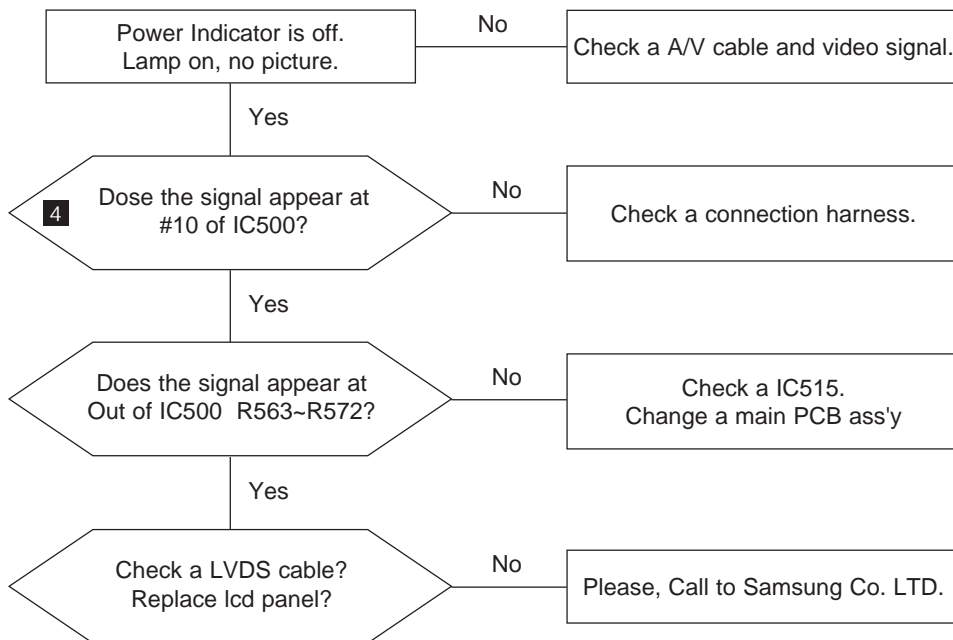 Power Indicator is off.
Lamp on, no picture.
No
Check a A/V cable and video signal.
Yes
4
Dose the signal appear at
#10 of IC500?
No
Check a connection harness.
Yes
Does the signal appear at
Out of IC500 R563~R572?
No
Check a IC515.
Change a main PCB ass'y
Yes
Check a LVDS cable?
Replace lcd panel?
No
Please, Call to Samsung Co. LTD.